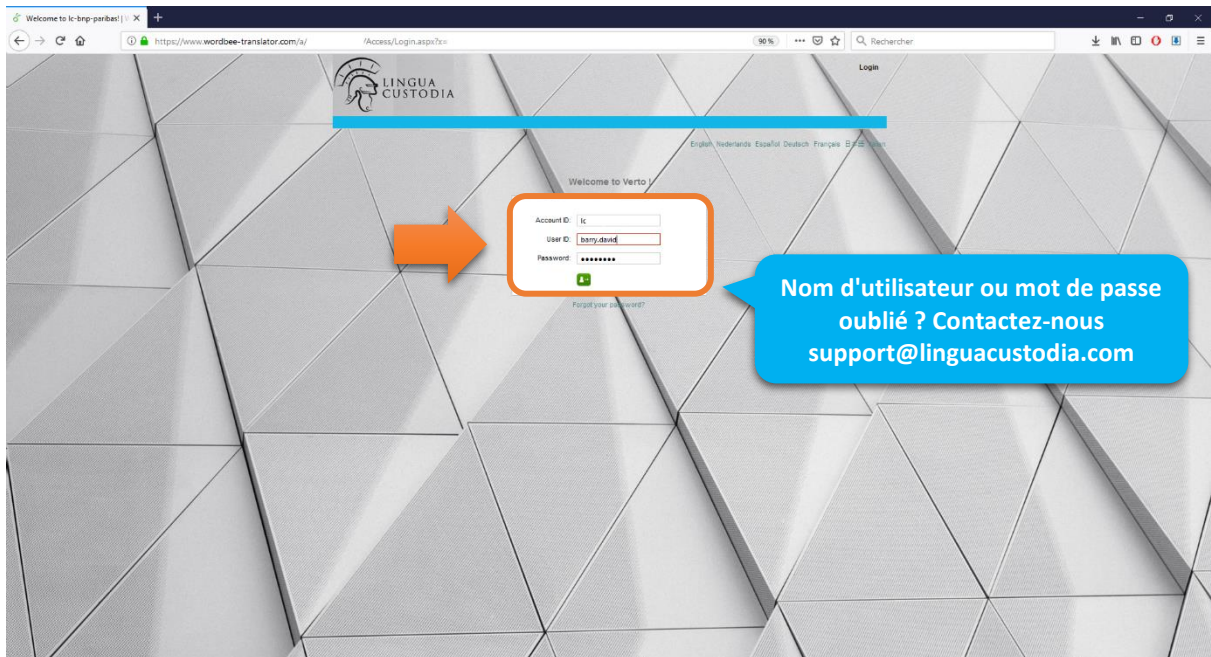 Welcome to lc-bnp-paribas! |
https://www.wordbee-translator.com/a/ /Access/Login.aspx?x=
90 %
Rechercher
LINGUA
CUSTODIA
Login
English Nederlands Español Deutsch Français
Welcome to Verto !
Account ID: lc
User ID: barry.david
Password: ●●●●●●●●
Forgot your password?
Nom d'utilisateur ou mot de passe
oublié ? Contactez-nous
support@linguacustodia.com